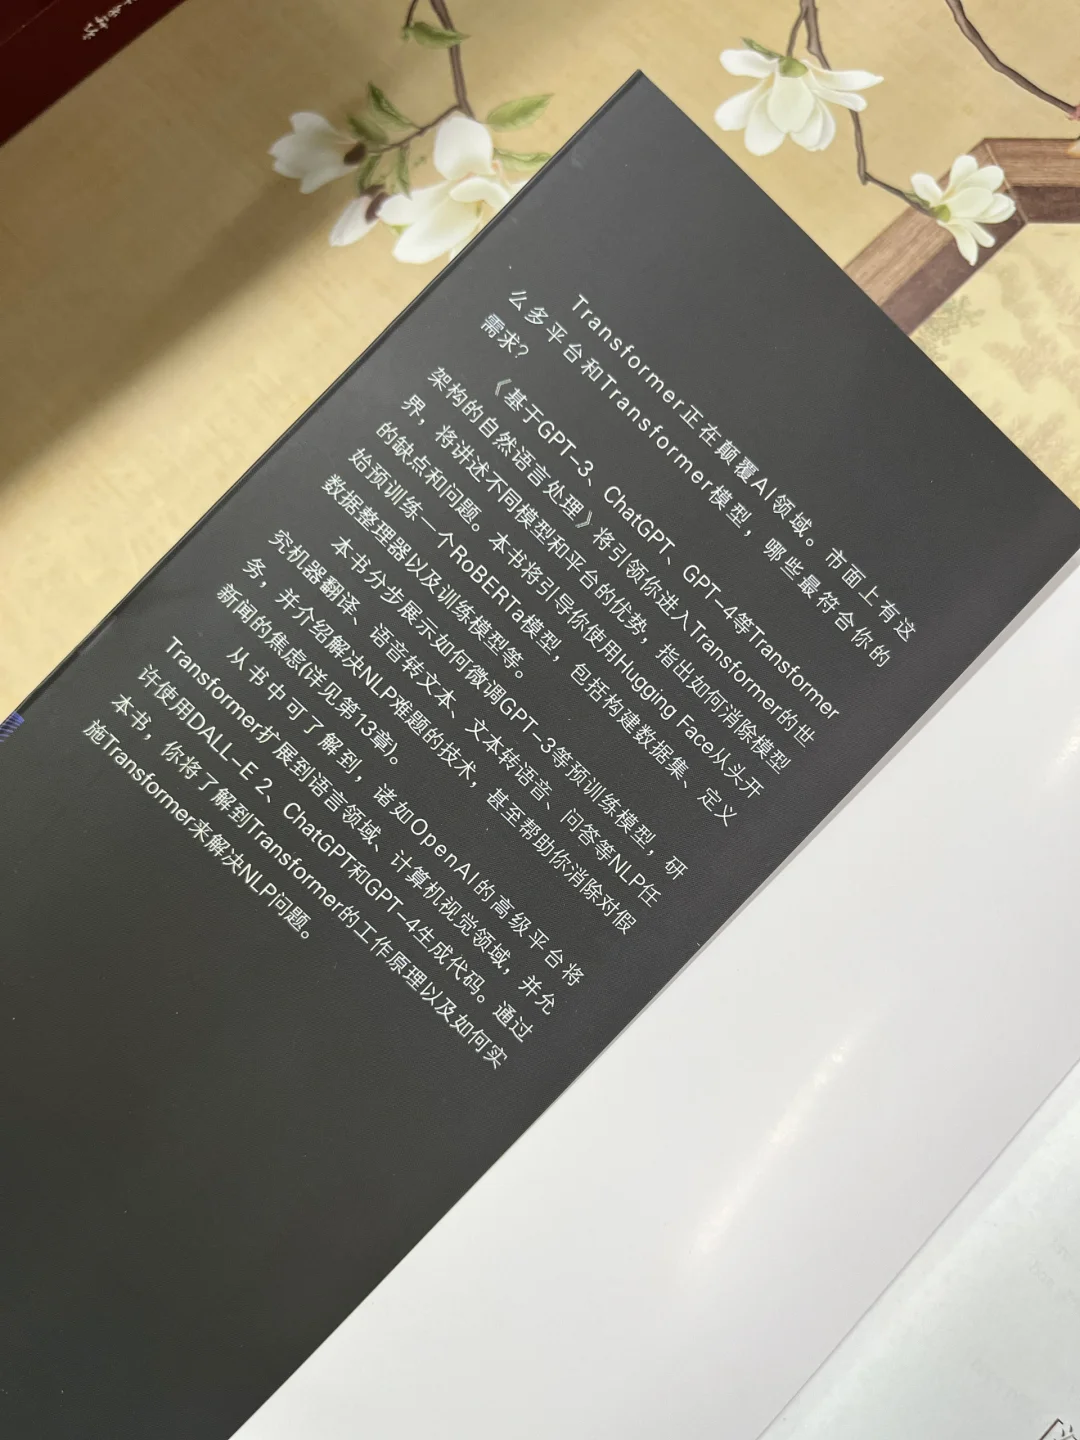 Transformer正在颠覆AI领域。市面上有这
么多平台和Transformer模型，哪些最符合你的
需求？
《基于GPT-3、ChatGPT、GPT-4等Transformer
架构的自然语言处理》将引领你进入Transformer的世
界，将讲述不同模型和平台的优势，指出如何消除模型
的缺点和问题。本书将引导你使用Hugging Face从头开
始预训练一个RoBERTa模型，包括构建数据集、定义
数据整理器以及训练模型等。
本书分步展示如何微调GPT-3等预训练模型，研
究机器翻译、语音转文本、文本转语音、问答等NLP任
务，并介绍解决NLP难题的技术，甚至帮助你消除对假
新闻的焦虑(详见第13章)。
从书中可了解到，诸如OpenAI的高级平台将
Transformer扩展到语言领域、计算机视觉领域，并允
许使用DALL-E 2、ChatGPT和GPT-4生成代码。通过
本书，你将了解到Transformer的工作原理以及如何实
施Transformer来解决NLP问题。